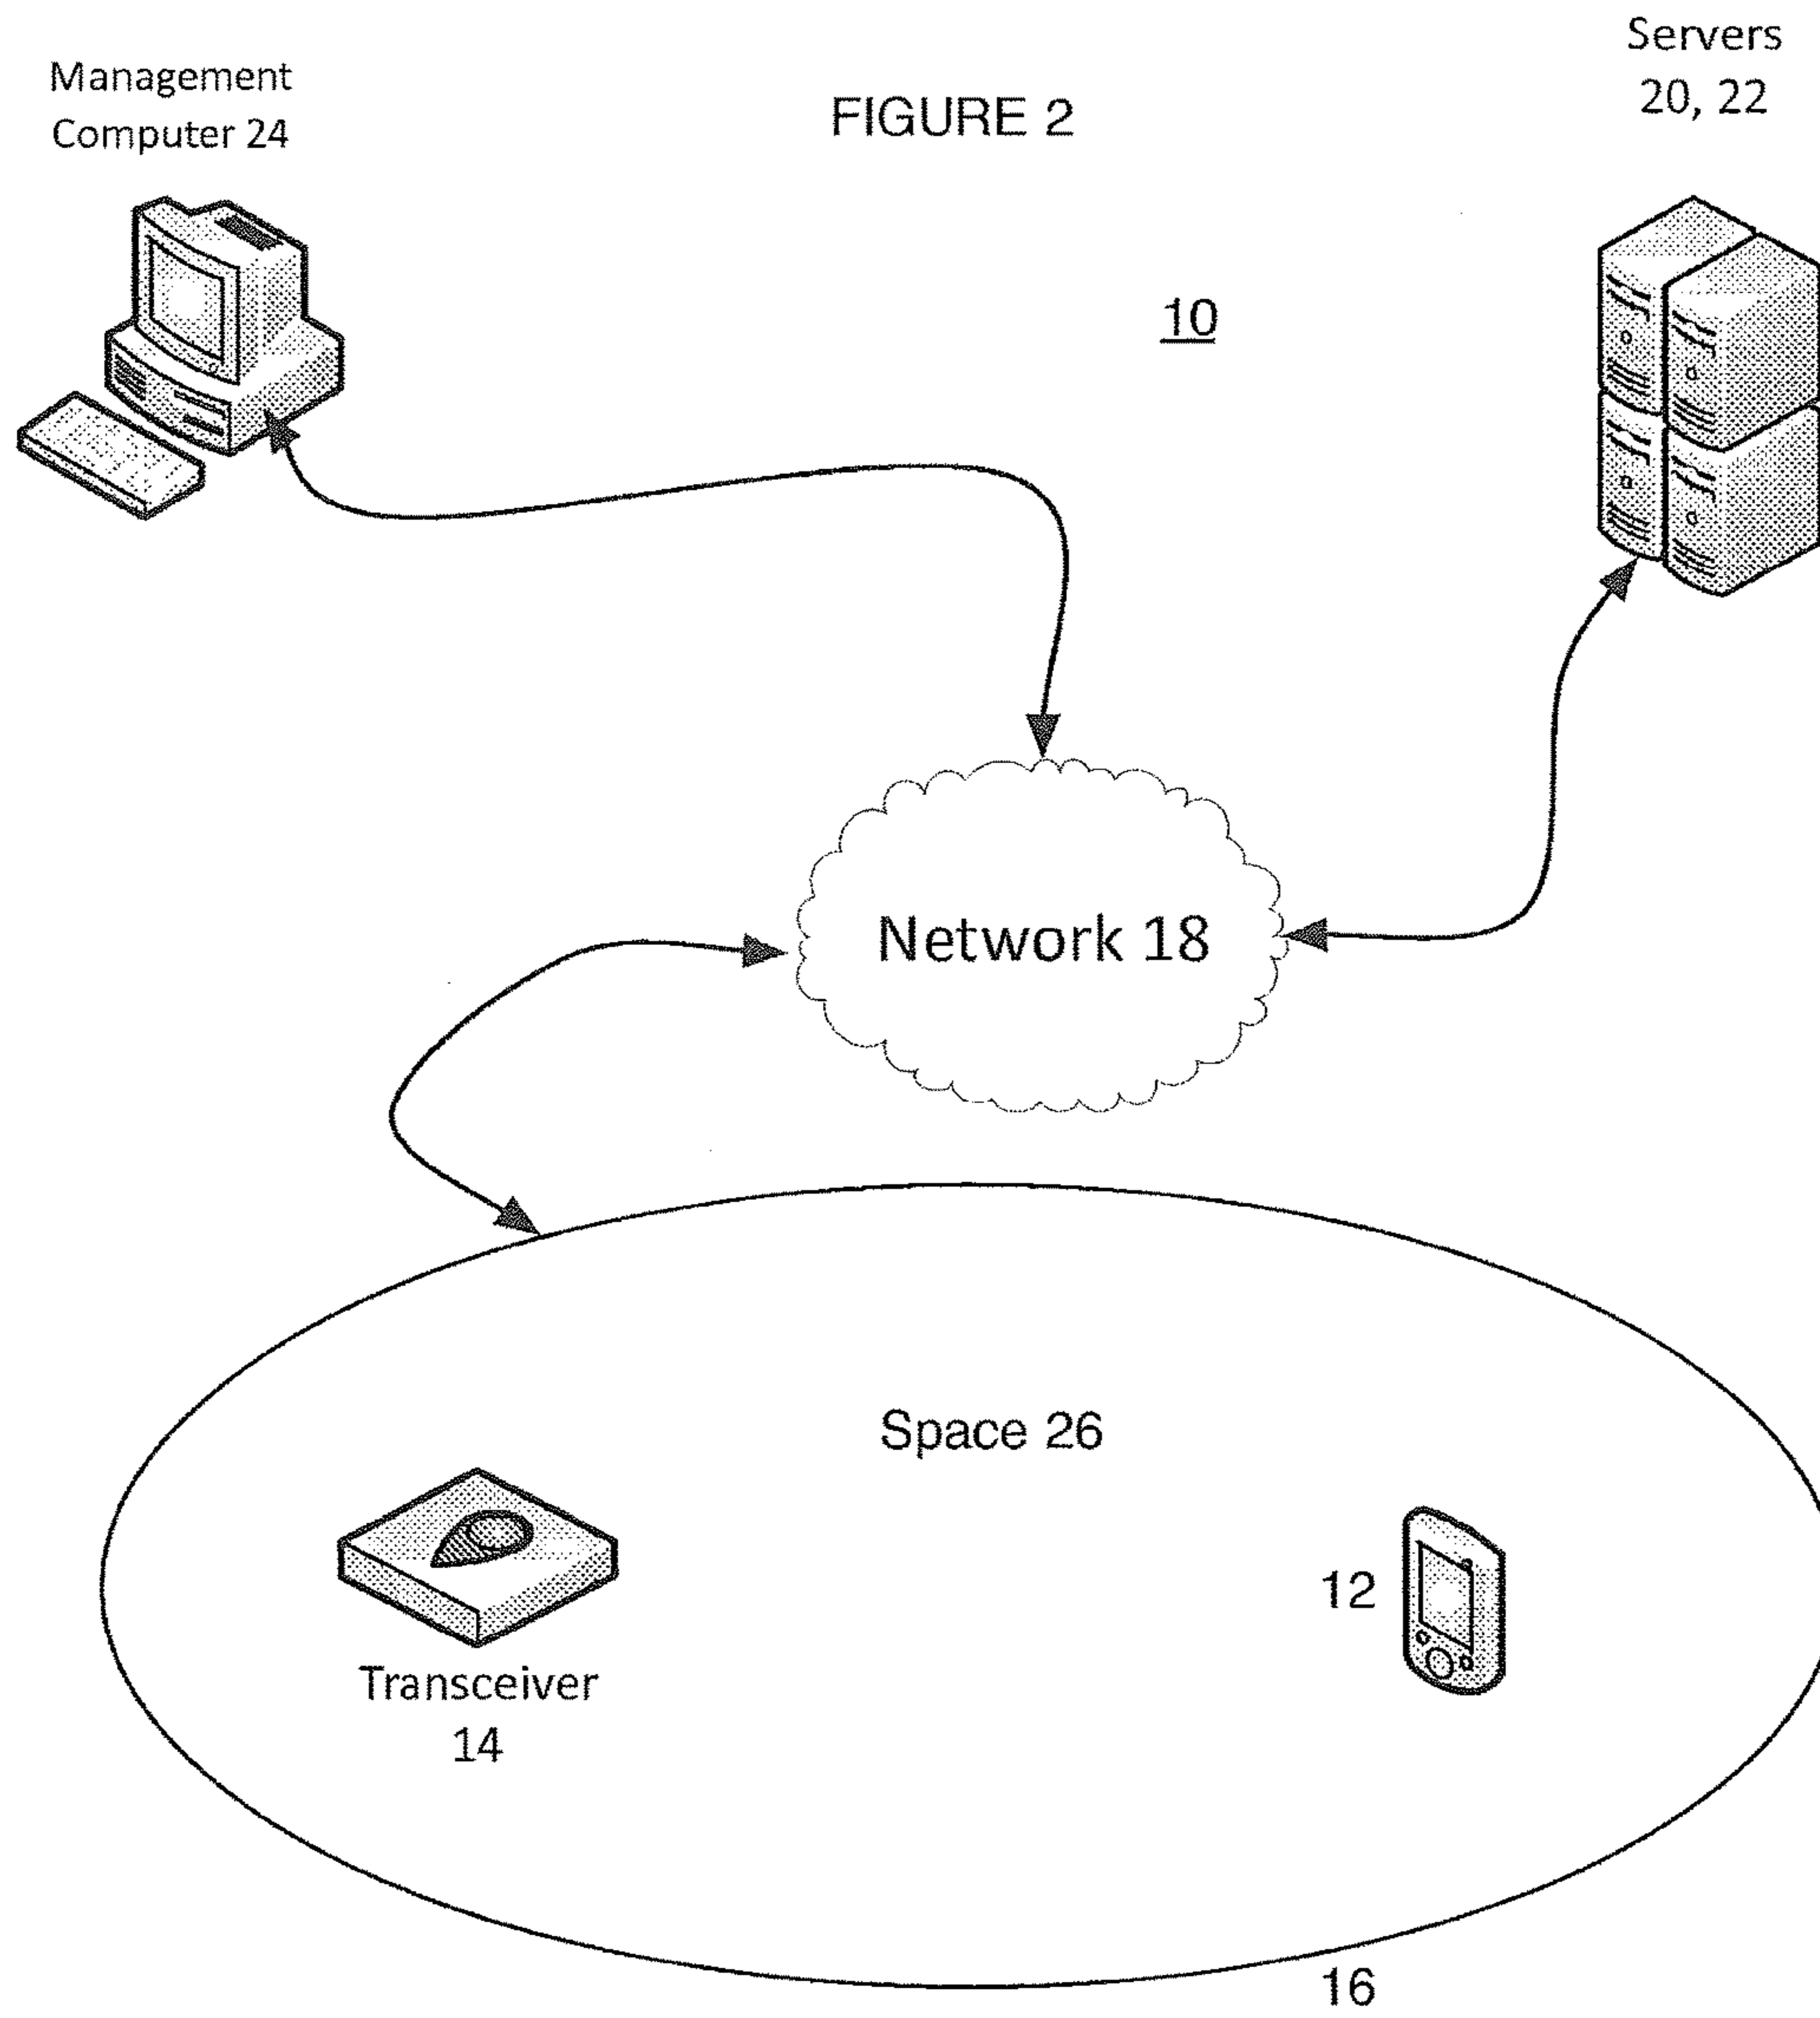 Management
Computer 24
FIGURE 2
Servers
20, 22
10
Network 18
Space 26
12
Transceiver
14
16